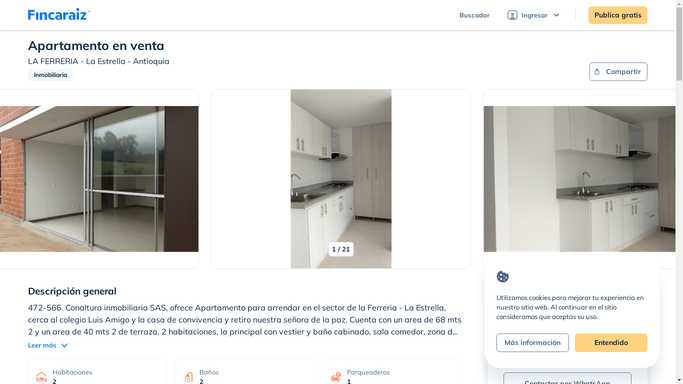 Fincaraiz
Buscador
Ingresar
Publica gratis
Apartamento en venta
LA FERRERIA - La Estrella - Antioquia
Inmobiliaria
Compartir
1 / 21
Descripción general
472-566. Conaltura inmobiliaria SAS, ofrece Apartamento para arrendar en el sector de la Ferreria - La Estrella,
cerca al colegio Luis Amigo y la casa de convivencia y retiro nuestra señora de la paz, Cuenta con un area de 68 mts
2 y un area de 40 mts 2 de terraza, 2 habitaciones, la principal con vestier y baño cabinado, sala comedor, zona d...
Leer más
Habitaciones
2
Baños
2
Parqueaderos
1
Utilizamos cookies para mejorar tu experiencia en
nuestro sitio web. Al continuar en el sitio
consideramos que aceptas su uso.
Más información
Entendido
Contactar por WhatsApp